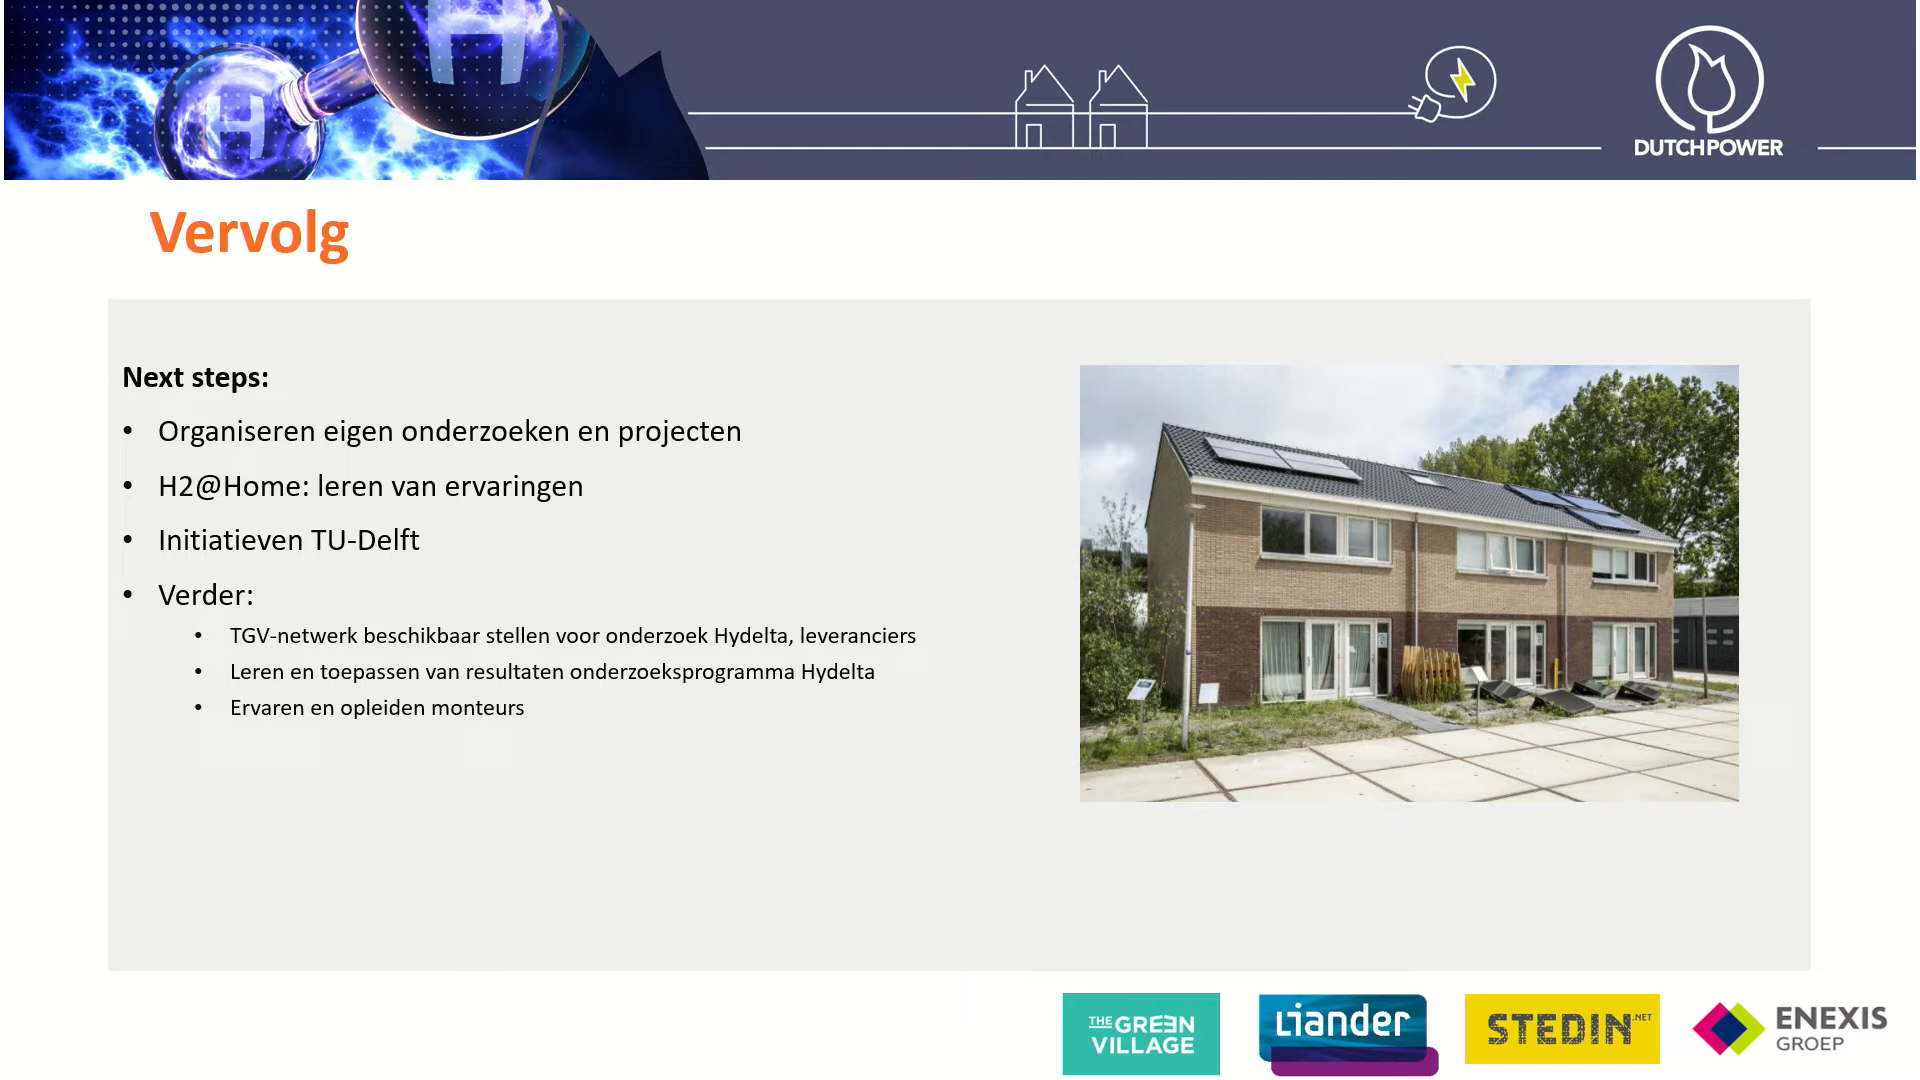 H
H
DUTCH POWER
Vervolg
Next steps:
• Organiseren eigen onderzoeken en projecten
• H2@Home: leren van ervaringen
• Initiatieven TU-Delft
• Verder:
• TGV-netwerk beschikbaar stellen voor onderzoek Hydelta, leveranciers
• Leren en toepassen van resultaten onderzoeksprogramma Hydelta
• Ervaren en opleiden monteurs
THE GREEN
VILLAGE
Liander
STEDIN.NET
ENEXIS
GROEP